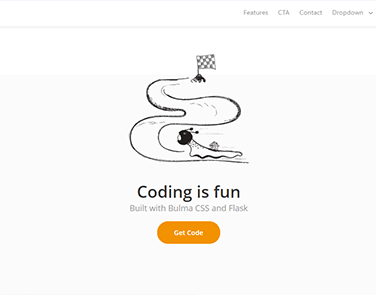 Features CTA Contact Dropdown
Coding is fun
Built with Bulma CSS and Flask
Get Code